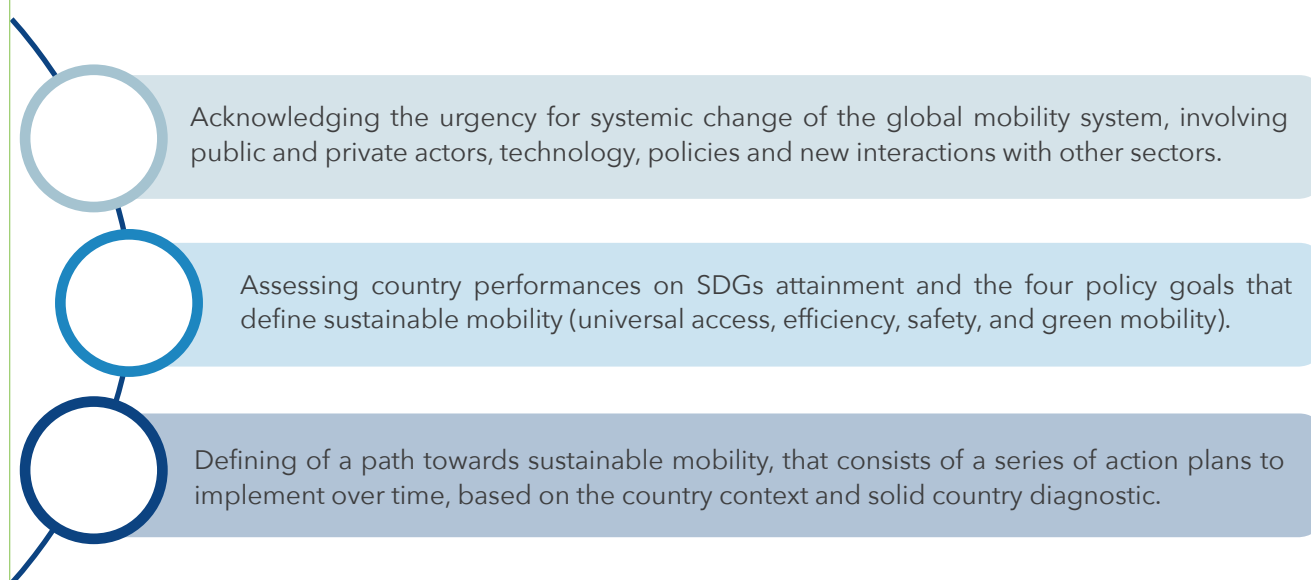 Acknowledging the urgency for systemic change of the global mobility system, involving
public and private actors, technology, policies and new interactions with other sectors.
Assessing country performances on SDGs attainment and the four policy goals that
define sustainable mobility (universal access, efficiency, safety, and green mobility).
Defining of a path towards sustainable mobility, that consists of a series of action plans to
implement over time, based on the country context and solid country diagnostic.